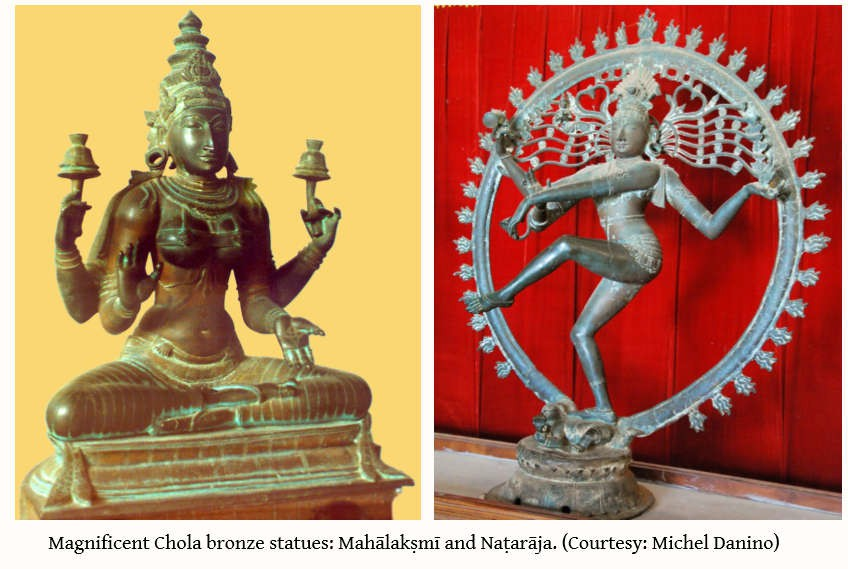 Magnificent Chola bronze statues: Mahālakṣmī and Naṭarāja. (Courtesy: Michel Danino)